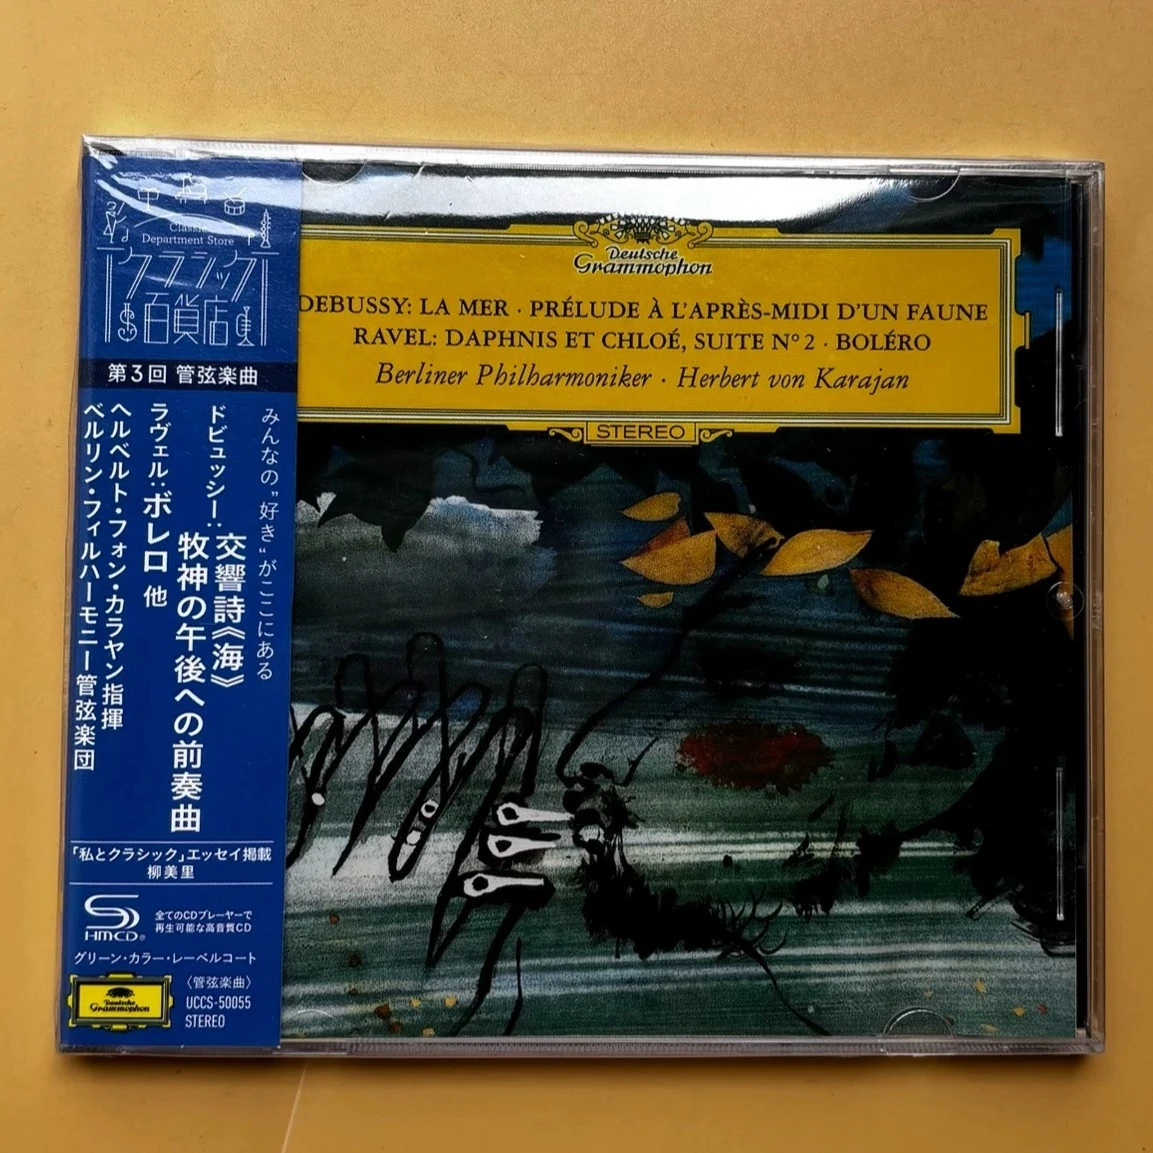 Classic
Department Store
クラシック
百貨店
第3回 管弦楽曲
みんなの"好き"がここにある
ドビュッシー:交響詩《海》
牧神の午後への前奏曲
ラヴェル:ボレロ 他
ヘルベルト・フォン・カラヤン指揮
ベルリン・フィルハーモニー管弦楽団
「私とクラシック」エッセイ掲載
柳美里
SHMCD®
全てのCDプレーヤーで
再生可能な高音質CD
グリーン・カラー・レーベルコート
Deutsche
Grammophon
〈管弦楽曲〉
UCCS-50055
STEREO
Deutsche
Grammophon
DEBUSSY: LA MER · PRÉLUDE À L'APRÈS-MIDI D'UN FAUNE
RAVEL: DAPHNIS ET CHLOÉ, SUITE N° 2 · BOLÉRO
Berliner Philharmoniker · Herbert von Karajan
STEREO